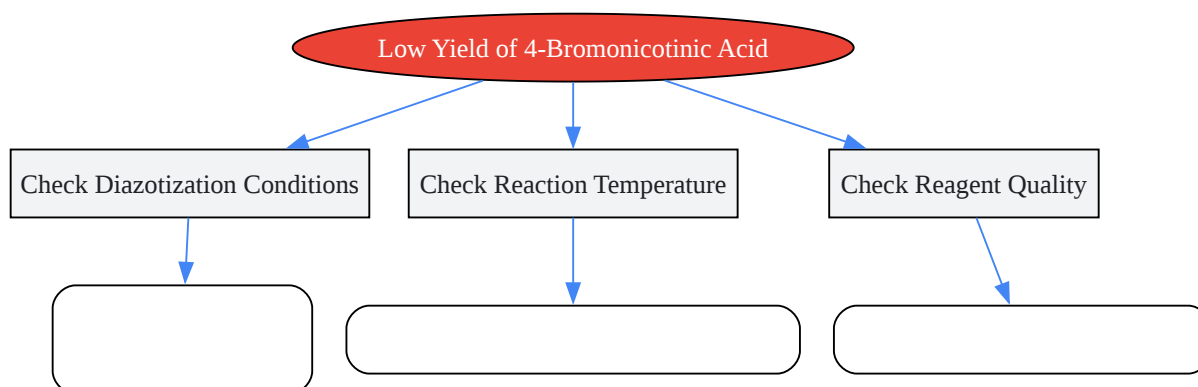 Low Yield of 4-Bromonicotinic Acid
Check Diazotization Conditions
Check Reaction Temperature
Check Reagent Quality